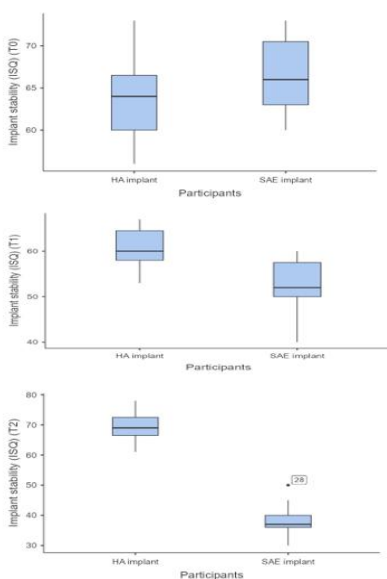 Implant stability (ISQ) (T0)
70
65
60
HA implant SAE implant
Participants
Implant stability (ISQ) (T1)
60
50
40
HA implant SAE implant
Participants
Implant stability (ISQ) (T2)
80
70
60
50
40
30
28
HA implant SAE implant
Participants